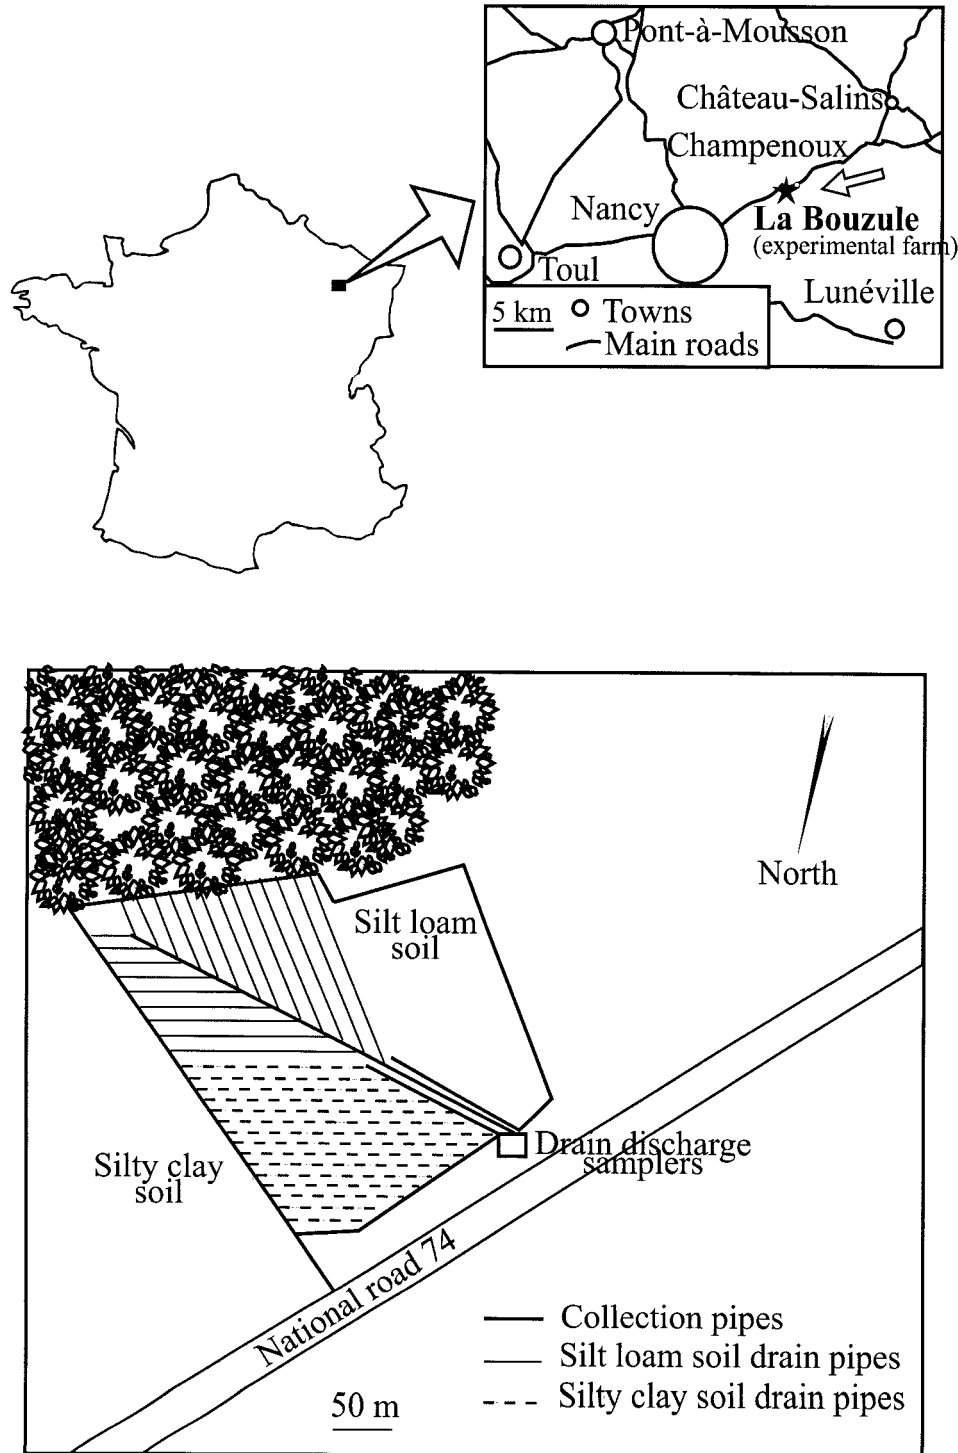 Pont-à-Mousson
Château-Salins
Champenoux
Nancy
La Bouzule
(experimental farm)
Toul
Lunéville
5 km
Towns
Main roads
North
Silt loam
soil
Drain discharge
samplers
Silty clay
soil
National road 74
Collection pipes
Silt loam soil drain pipes
Silty clay soil drain pipes
50 m